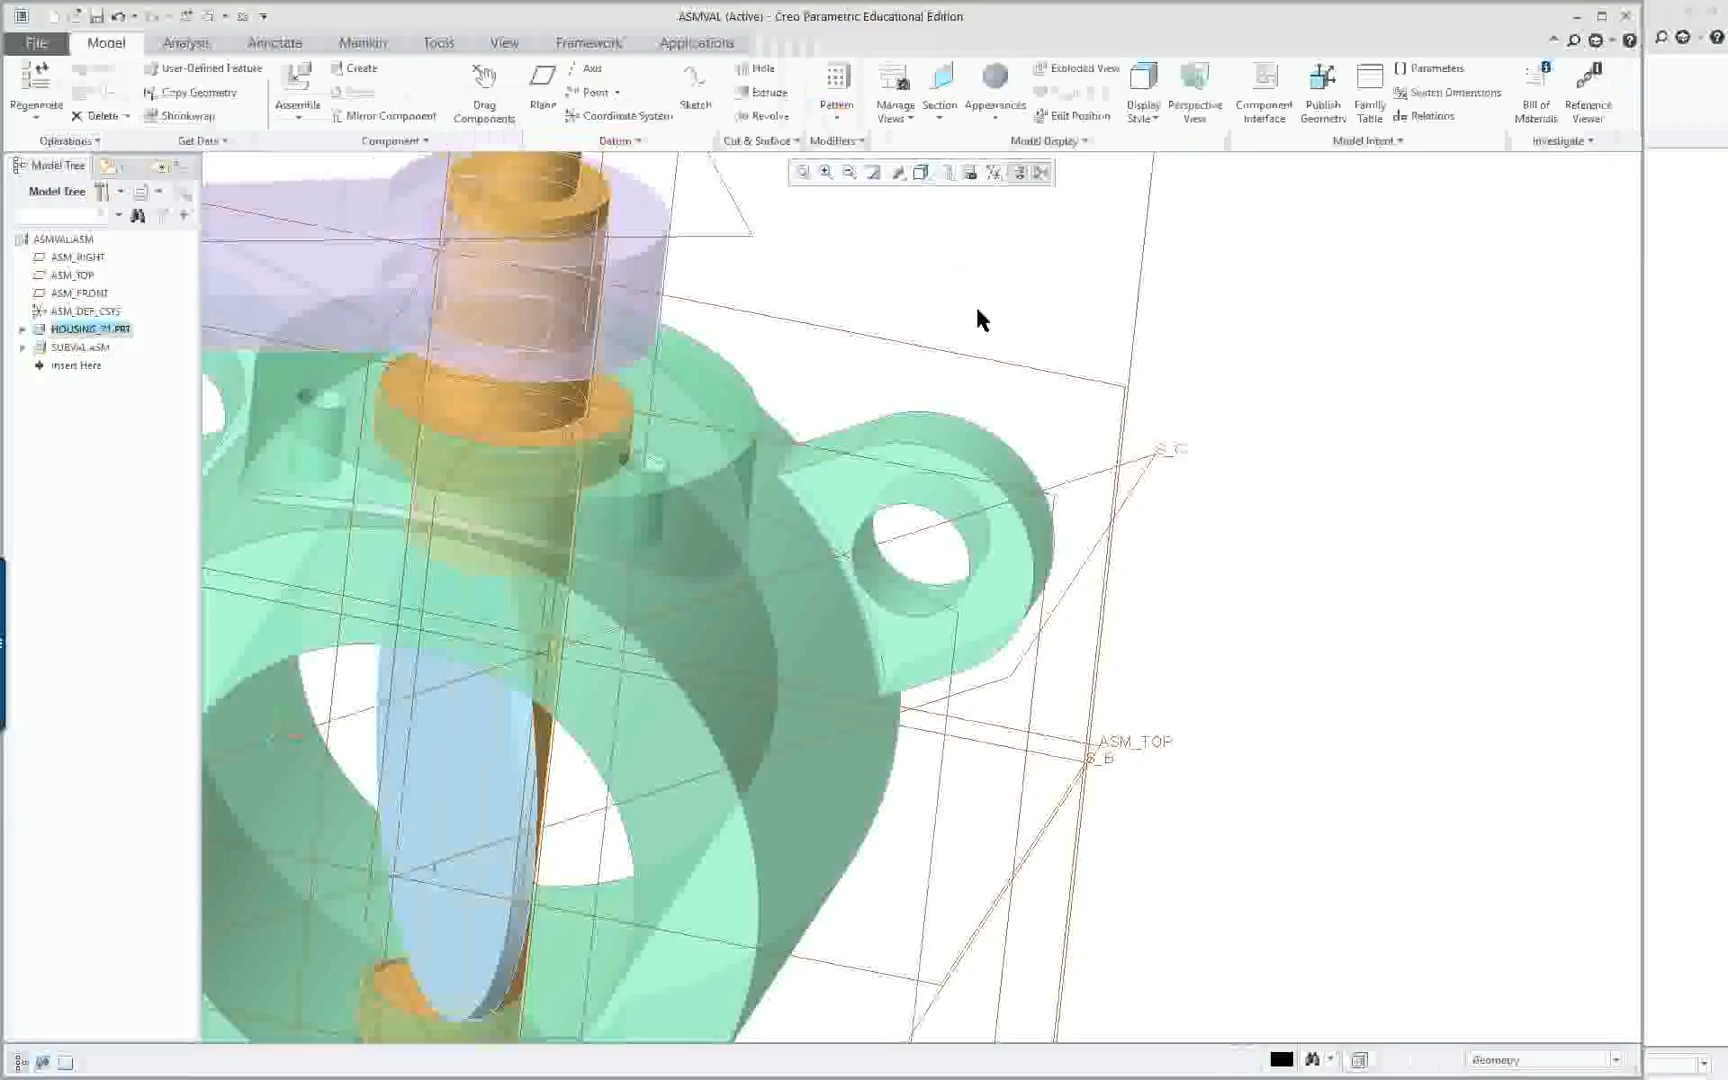 ASMVAL (Active) - Creo Parametric Educational Edition
File Model Analysis Annotate Manikin Tools View Framework Applications
Regenerate
Delete
Operations
User-Defined Feature
Copy Geometry
Shrinkwrap
Get Data
Assemble
Create
Mirror Component
Component
Drag
Components
Plane
Axis
Point
Coordinate System
Sketch
Datum
Hole
Extrude
Revolve
Cut & Surface
Pattern
Modifiers
Manage
Views
Section
Appearances
Exploded View
Edit Position
Display
Style
Perspective
View
Model Display
Component
Interface
Publish
Geometry
Family
Table
Parameters
Switch Dimensions
Relations
Model Intent
Bill of
Materials
Reference
Viewer
Investigate
Model Tree
Model Tree
ASMVAL.ASM
ASM_RIGHT
ASM_TOP
ASM_FRONT
ASM_DEF_CSYS
SUBVAL.ASM
Insert Here
ASM_TOP
Geometry